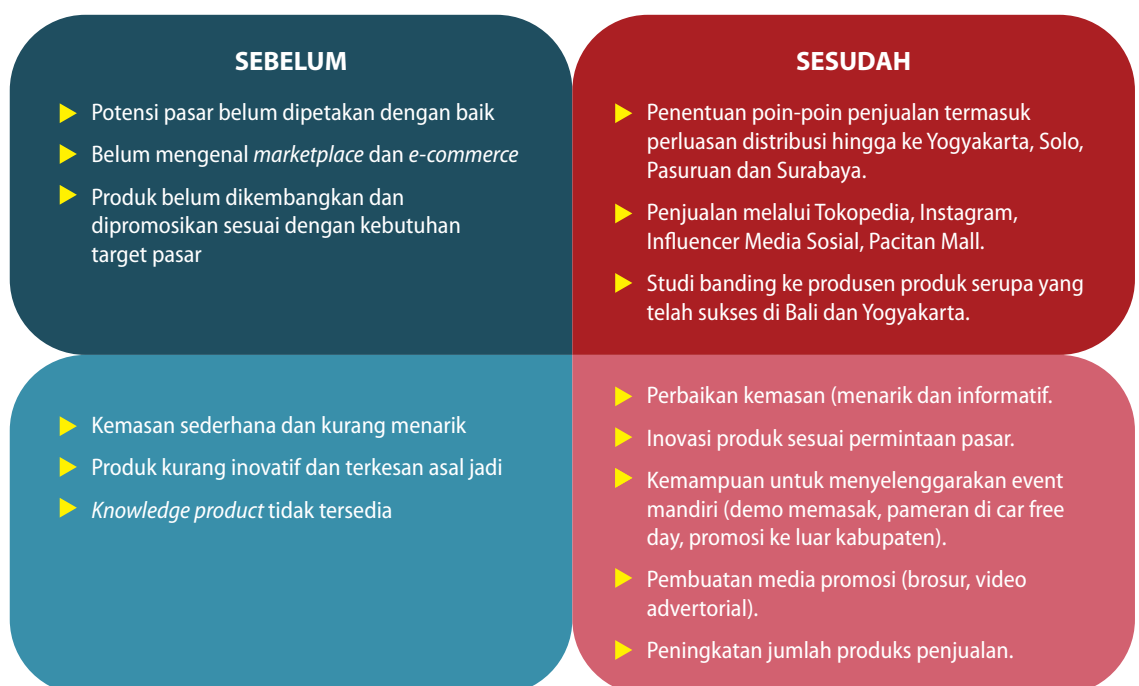 SEBELUM
Potensi pasar belum dipetakan dengan baik
Belum mengenal marketplace dan e-commerce
Produk belum dikembangkan dan
dipromosikan sesuai dengan kebutuhan
target pasar
SESUDAH
Penentuan poin-poin penjualan termasuk
perluasan distribusi hingga ke Yogyakarta, Solo,
Pasuruan dan Surabaya.
Penjualan melalui Tokopedia, Instagram,
Influencer Media Sosial, Pacitan Mall.
Studi banding ke produsen produk serupa yang
telah sukses di Bali dan Yogyakarta.
Kemasan sederhana dan kurang menarik
Produk kurang inovatif dan terkesan asal jadi
Knowledge product tidak tersedia
Perbaikan kemasan (menarik dan informatif.
Inovasi produk sesuai permintaan pasar.
Kemampuan untuk menyelenggarakan event
mandiri (demo memasak, pameran di car free
day, promosi ke luar kabupaten).
Pembuatan media promosi (brosur, video
advertorial).
Peningkatan jumlah produks penjualan.